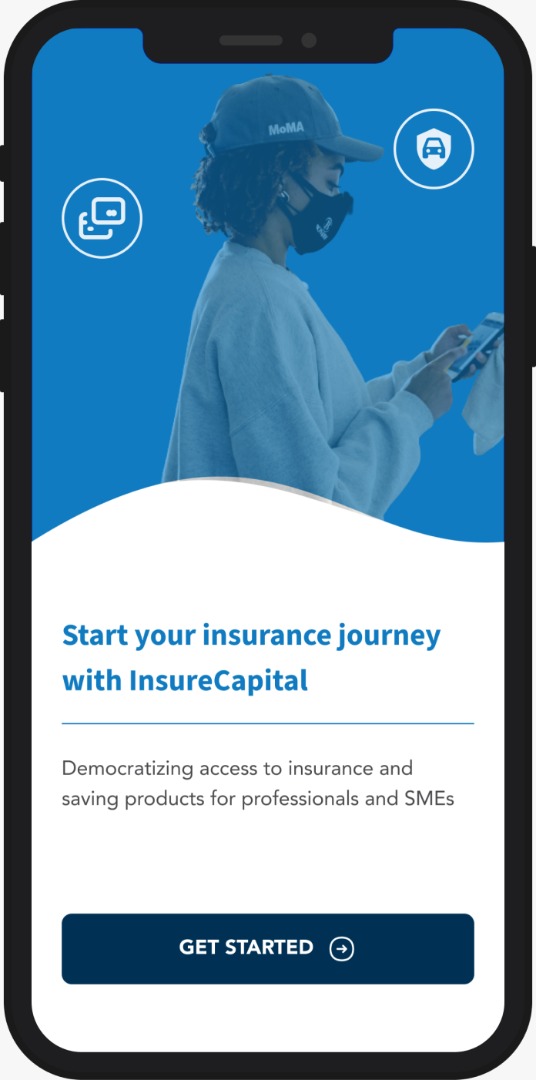 MoMA
Start your insurance journey
with InsureCapital
Democratizing access to insurance and
saving products for professionals and SMEs
GET STARTED